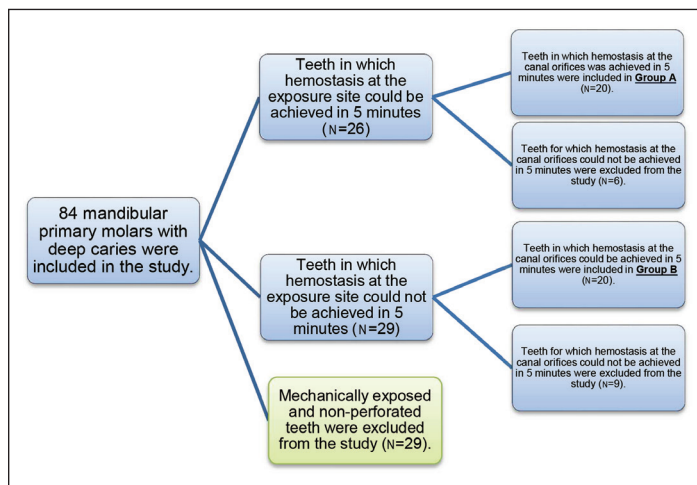 84 mandibular
primary molars with
deep caries were
included in the study.
Teeth in which
hemostasis at the
exposure site could be
achieved in 5 minutes
(N=26)
Teeth in which hemostasis at the
canal orifices was achieved in 5
minutes were included in Group A
(N=20).
Teeth for which hemostasis at
the canal orifices could not be
achieved in 5 minutes were
excluded from the study (N=6).
Teeth in which
hemostasis at the
exposure site could not
be achieved in 5
minutes (N=29)
Teeth in which hemostasis at the
canal orifices could be achieved in 5
minutes were included in Group B
(N=20).
Teeth for which hemostasis at the
canal orifices could not be achieved
in 5 minutes were excluded from the
study (N=9).
Mechanically exposed
and non-perforated
teeth were excluded
from the study (N=29).